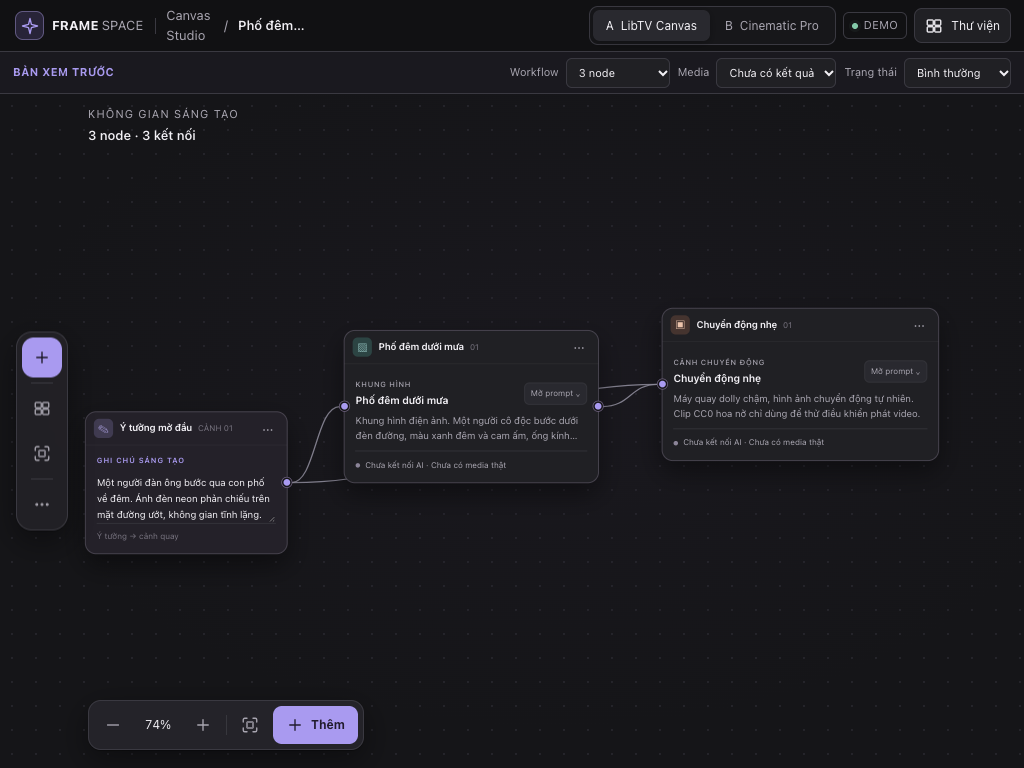 FRAME SPACE
Canvas
Studio
/ Phố đêm...
A LibTV Canvas
B Cinematic Pro
DEMO
Thư viện
BẢN XEM TRƯỚC
Workflow
3 node
Media
Chưa có kết quả
Trạng thái
Bình thường
KHÔNG GIAN SÁNG TẠO
3 node · 3 kết nối
Ý tưởng mở đầu CẢNH 01
GHI CHÚ SÁNG TẠO
Một người đàn ông bước qua con phố
về đêm. Ánh đèn neon phản chiếu trên
mặt đường ướt, không gian tĩnh lặng.
Ý tưởng → cảnh quay
Phố đêm dưới mưa 01
KHUNG HÌNH
Phố đêm dưới mưa
Mở prompt
Khung hình điện ảnh. Một người cô độc bước dưới
đèn đường, màu xanh đêm và cam ấm, ống kính...
Chưa kết nối AI · Chưa có media thật
Chuyển động nhẹ 01
CẢNH CHUYỂN ĐỘNG
Chuyển động nhẹ
Mở prompt
Máy quay dolly chậm, hình ảnh chuyển động tự nhiên.
Clip CC0 hoa nở chỉ dùng để thử điều khiển phát video.
Chưa kết nối AI · Chưa có media thật
74%
Thêm